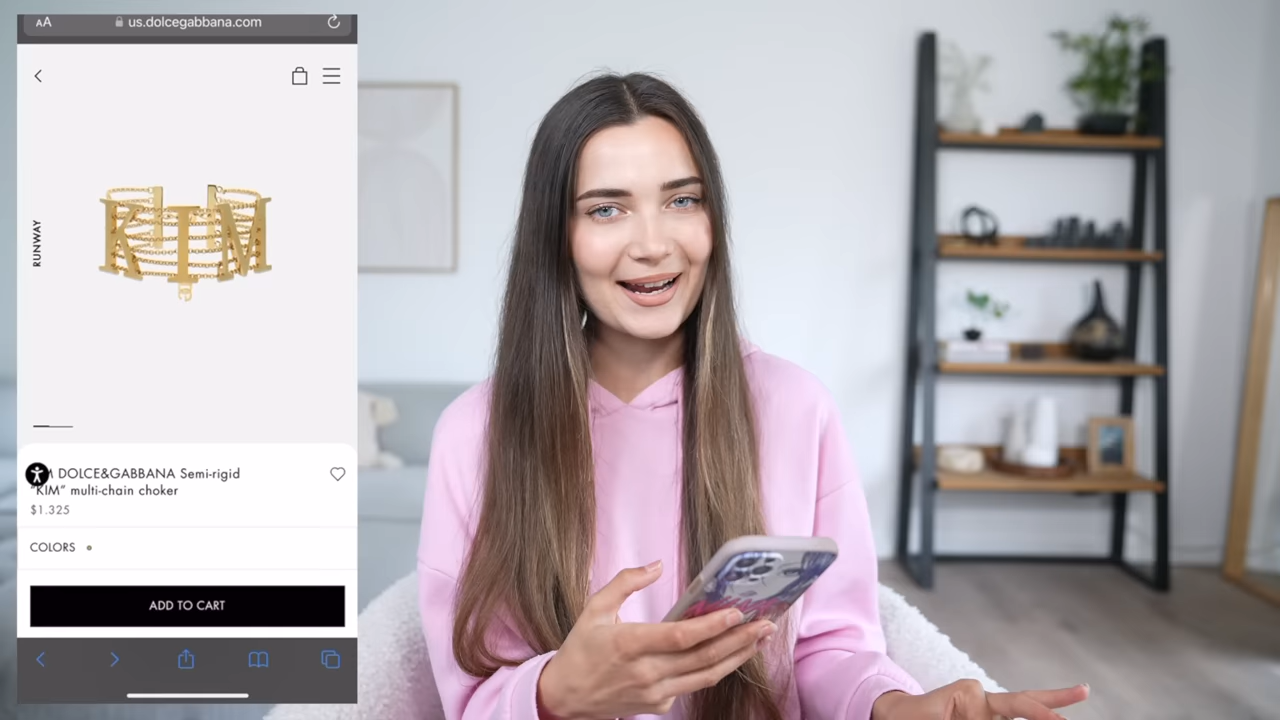 AA us.dolcegabbana.com
RUNWAY
KIM
DOLCE&GABBANA Semi-rigid
“KIM” multi-chain choker
$1.325
COLORS
ADD TO CART